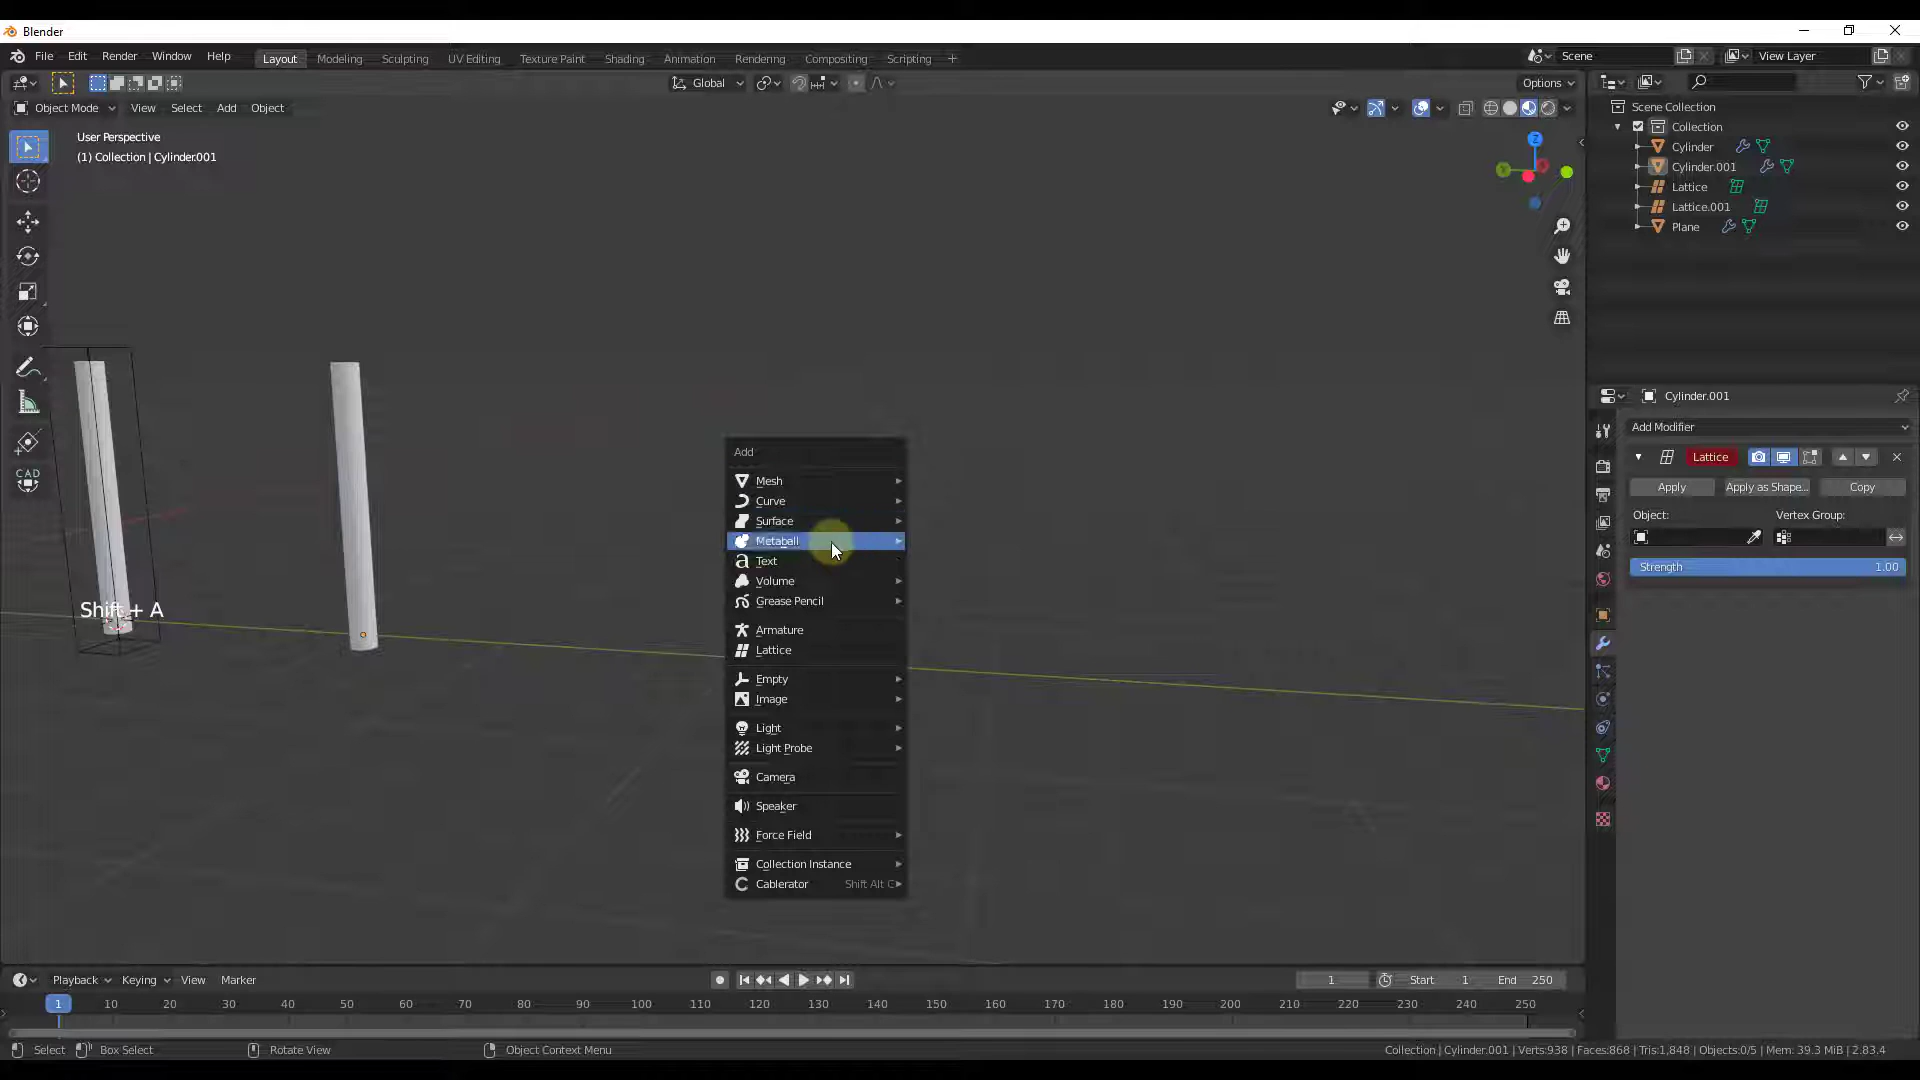 Blender
File Edit Render Window Help
Layout Modeling Sculpting UV Editing Texture Paint Shading Animation Rendering Compositing Scripting +
Scene
View Layer
Global
Options
Object Mode View Select Add Object
User Perspective
(1) Collection | Cylinder.001
Z
CAD
Shift + A
Add
Mesh
Curve
Surface
Metaball
Text
Volume
Grease Pencil
Armature
Lattice
Empty
Image
Light
Light Probe
Camera
Speaker
Force Field
Collection Instance
Cablerator Shift Alt C
Scene Collection
Collection
Cylinder
Cylinder.001
Lattice
Lattice.001
Plane
Cylinder.001
Add Modifier
Lattice
Apply Apply as Shape... Copy
Object: Vertex Group:
Strength 1.00
Playback Keying View Marker
1 Start 1 End 250
1 10 20 30 40 50 60 70 80 90 100 110 120 130 140 150 160 170 180 190 200 210 220 230 240 250
Select Box Select Rotate View Object Context Menu
Collection | Cylinder.001 | Verts:938 | Faces:868 | Tris:1,848 | Objects:0/5 | Mem: 39.3 MiB | 2.83.4